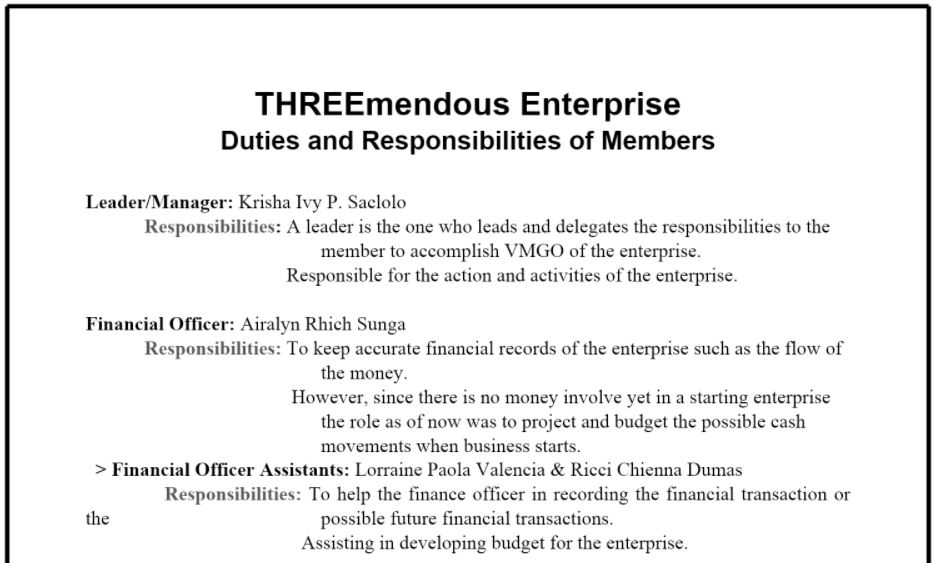 THREEmendous Enterprise
Duties and Responsibilities of Members
Leader/Manager: Krisha Ivy P. Saclolo
Responsibilities: A leader is the one who leads and delegates the responsibilities to the
member to accomplish VMGO of the enterprise.
Responsible for the action and activities of the enterprise.
Financial Officer: Airalyn Rhich Sunga
Responsibilities: To keep accurate financial records of the enterprise such as the flow of
the money.
However, since there is no money involve yet in a starting enterprise
the role as of now was to project and budget the possible cash
movements when business starts.
> Financial Officer Assistants: Lorraine Paola Valencia & Ricci Chienna Dumas
Responsibilities: To help the finance officer in recording the financial transaction or
the possible future financial transactions.
Assisting in developing budget for the enterprise.